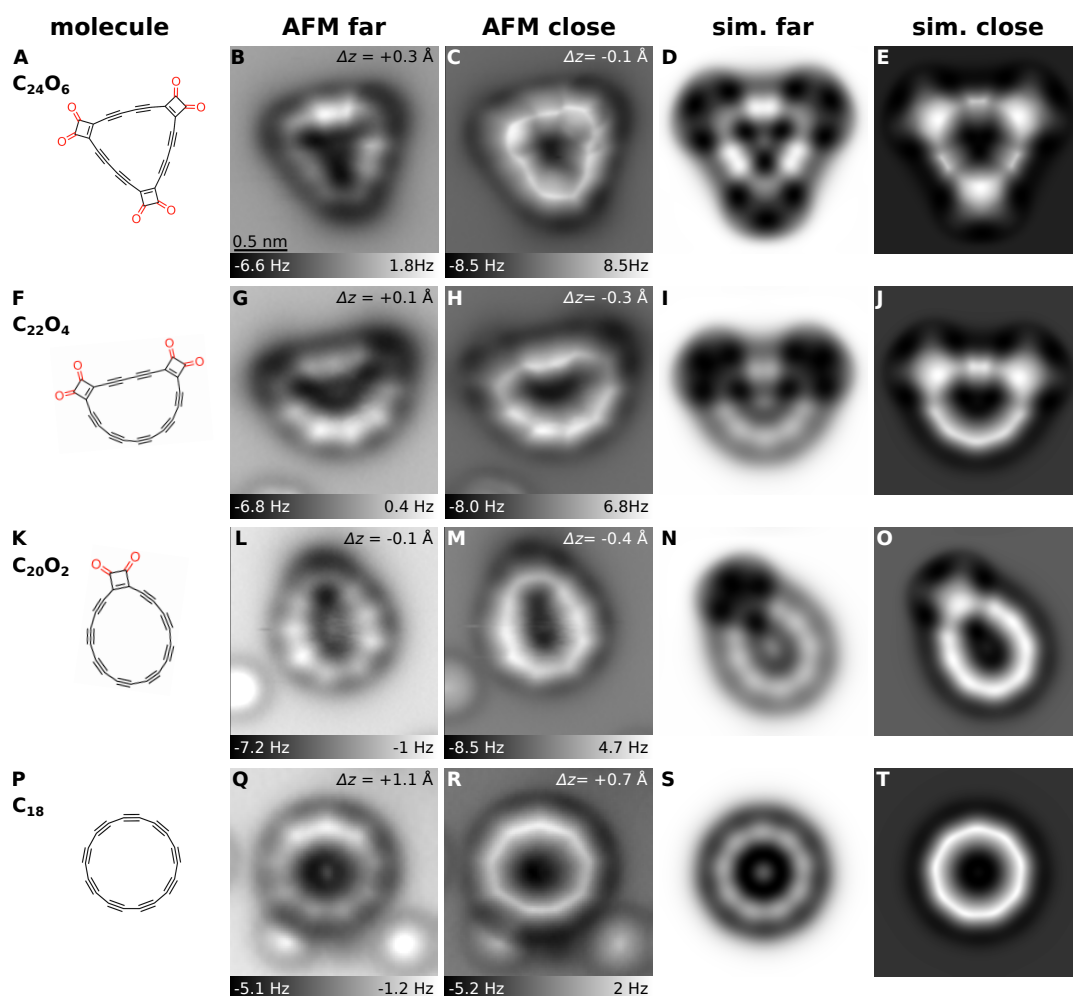 molecule AFM far AFM close sim. far sim. close
A B Δz = +0.3 Å C Δz = -0.1 Å D E
C24O6
O O O O O O
0.5 nm
-6.6 Hz 1.8Hz -8.5 Hz 8.5Hz
F G Δz = +0.1 Å H Δz= -0.3 Å I J
C22O4
O O O O
-6.8 Hz 0.4 Hz -8.0 Hz 6.8Hz
K L Δz = -0.1 Å M Δz= -0.4 Å N O
C20O2
O O
-7.2 Hz -1 Hz -8.5 Hz 4.7 Hz
P Q Δz = +1.1 Å R Δz= +0.7 Å S T
C18
-5.1 Hz -1.2 Hz -5.2 Hz 2 Hz